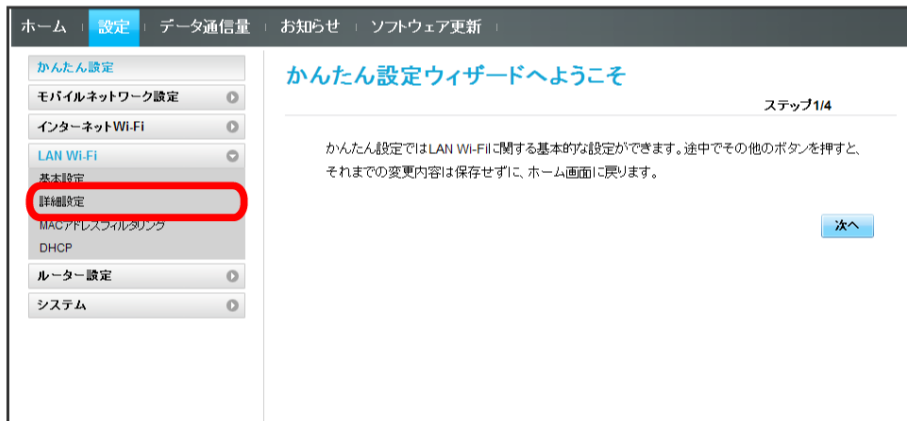 ホーム 設定 データ通信量 お知らせ ソフトウェア更新
かんたん設定
モバイルネットワーク設定
インターネットWi-Fi
LAN Wi-Fi
基本設定
詳細設定
MACアドレスフィルタリング
DHCP
ルーター設定
システム
かんたん設定ウィザードへようこそ
ステップ1/4
かんたん設定ではLAN Wi-Fiに関する基本的な設定ができます。途中でその他のボタンを押すと、
それまでの変更内容は保存せずに、ホーム画面に戻ります。
次へ